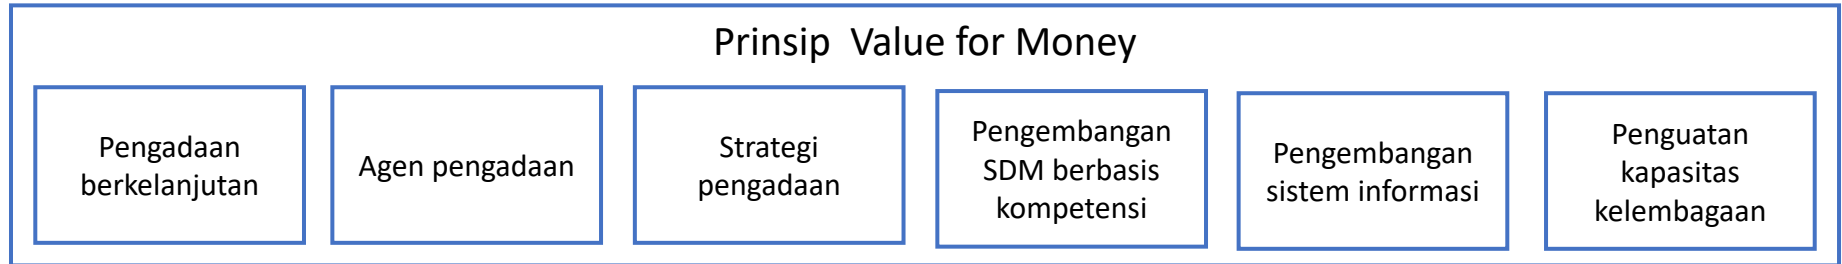 Prinsip  Value for Money
Pengadaan
berkelanjutan
Agen pengadaan
Strategi
pengadaan
Pengembangan
SDM berbasis
kompetensi
Pengembangan
sistem informasi
Penguatan
kapasitas
kelembagaan